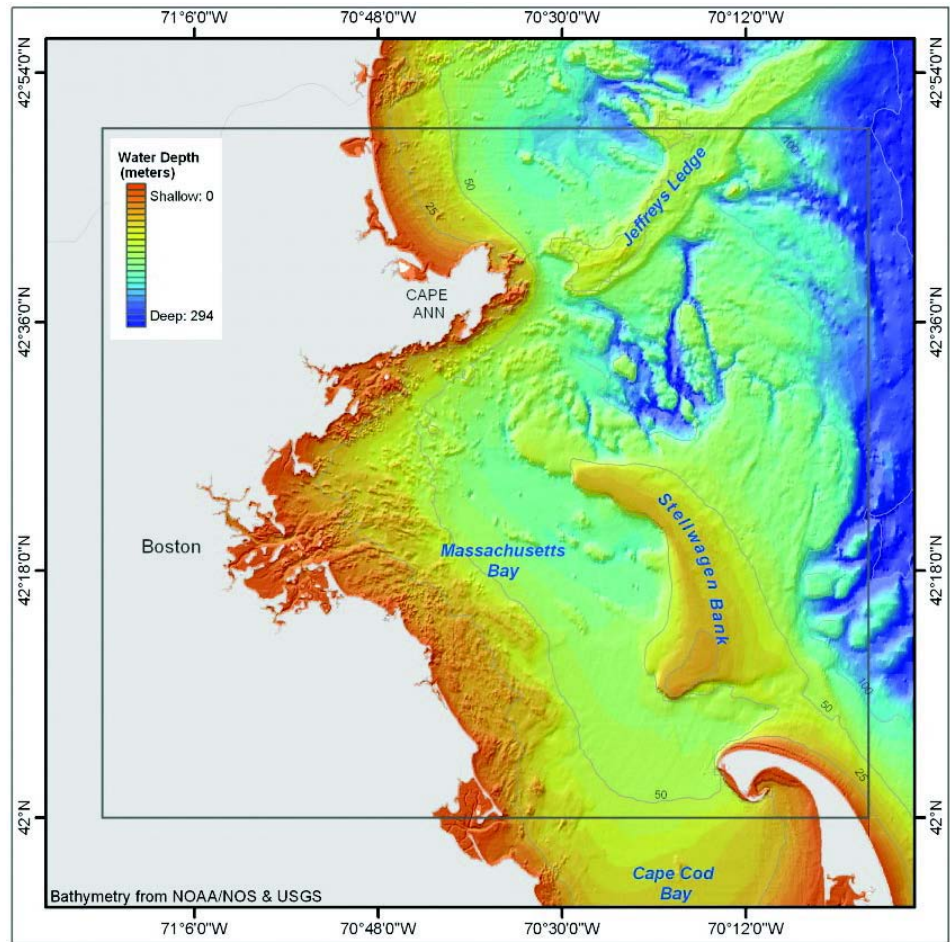 71°6'0"W 70°48'0"W 70°30'0"W 70°12'0"W
42°54'0"N
42°54'0"N
Water Depth
(meters)
Shallow: 0
Deep: 294
50
25
100
Jeffreys Ledge
CAPE
ANN
42°36'0"N
42°36'0"N
Boston
Massachusetts
Bay
Stellwagen Bank
42°18'0"N
42°18'0"N
100
50
25
50
42°N
42°N
Cape Cod
Bay
Bathymetry from NOAA/NOS & USGS
71°6'0"W 70°48'0"W 70°30'0"W 70°12'0"W